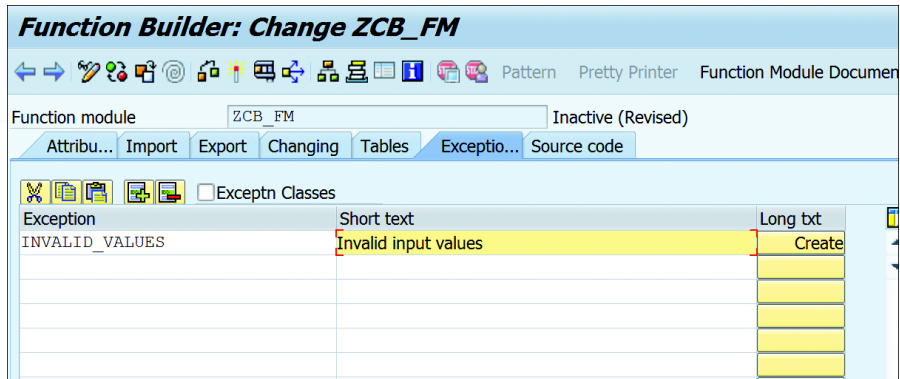 Function Builder: Change ZCB_FM
Pattern Pretty Printer Function Module Documen
Function module ZCB_FM Inactive (Revised)
Attribu... Import Export Changing Tables Exceptio... Source code
Exceptn Classes
Exception Short text Long txt
INVALID_VALUES Invalid input values Create